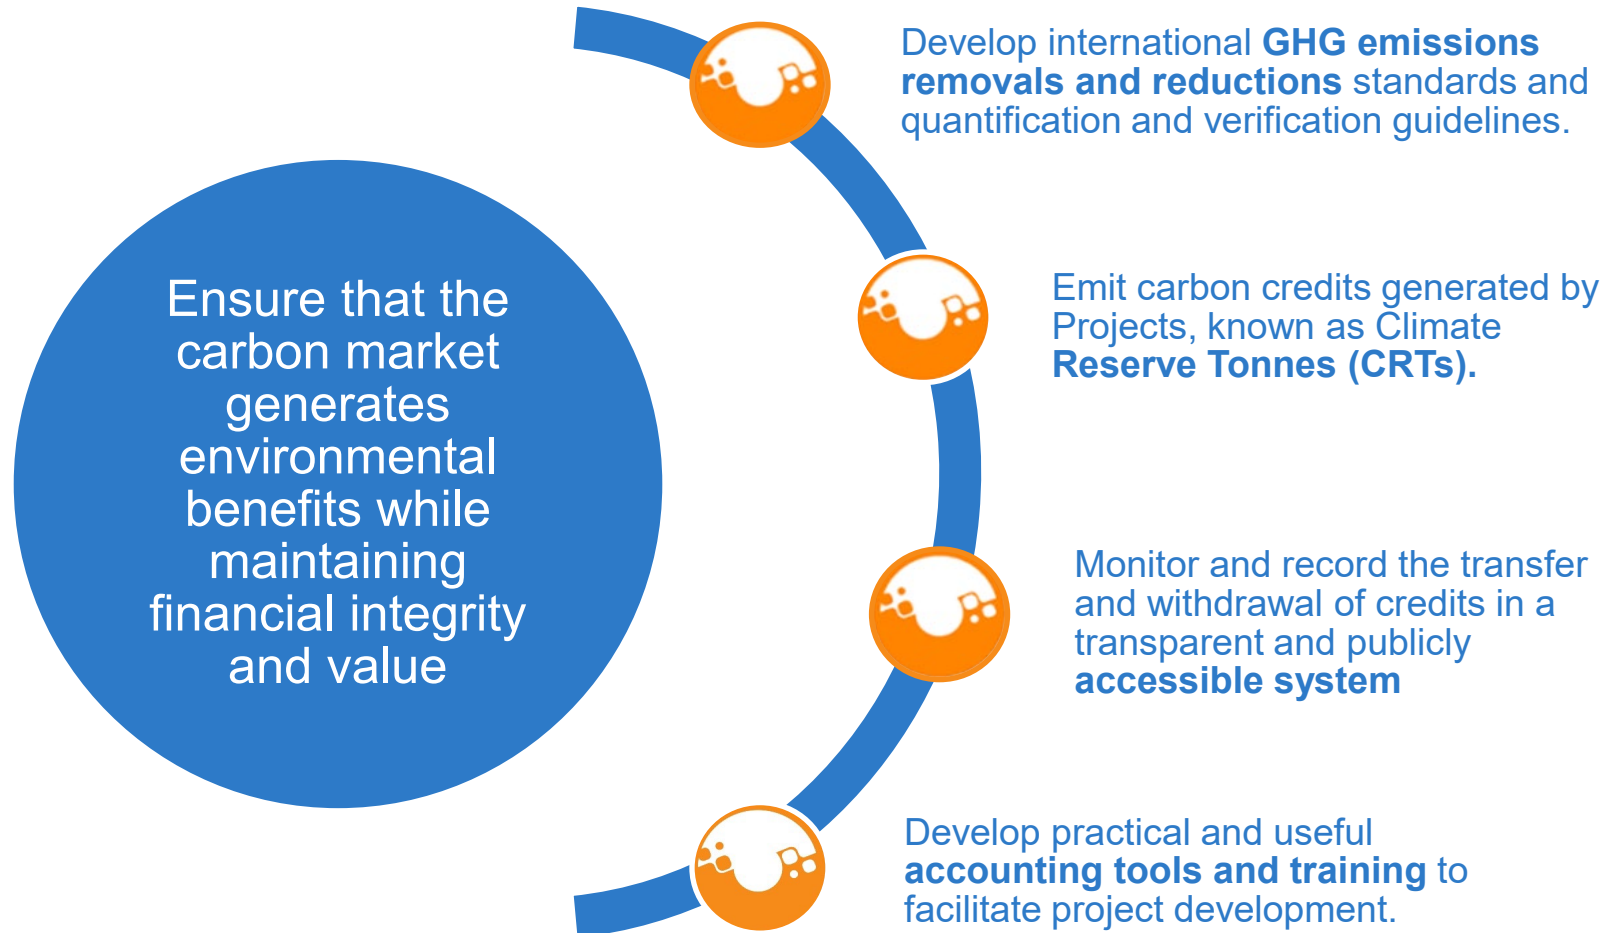 Ensure that the
carbon market
generates
environmental
benefits while
maintaining
financial integrity
and value
Develop international GHG emissions
removals and reductions standards and
quantification and verification guidelines.
Emit carbon credits generated by
Projects, known as Climate
Reserve Tonnes (CRTs).
Monitor and record the transfer
and withdrawal of credits in a
transparent and publicly
accessible system
Develop practical and useful
accounting tools and training to
facilitate project development.